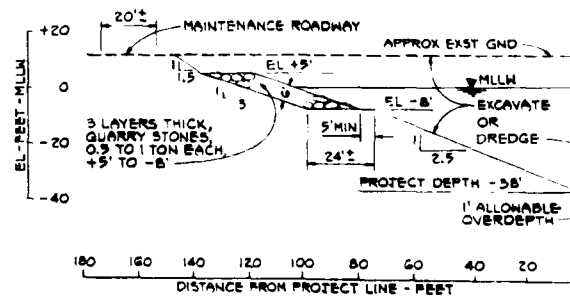 20'±
MAINTENANCE ROADWAY
APPROX EXST GND
+20
0
-20
-40
EL-FEET-MLLW
1
1.5
EL +5'
MLLW
1
3
6'
EL -8'
EXCAVATE
OR
DREDGE
3 LAYERS THICK,
QUARRY STONES,
0.5 TO 1 TON EACH
+5' TO -8'
5' MIN
24'±
1
2.5
PROJECT DEPTH -38'
1' ALLOWABLE
OVERDEPTH
180 160 140 120 100 80 60 40 20 0
DISTANCE FROM PROJECT LINE - FEET